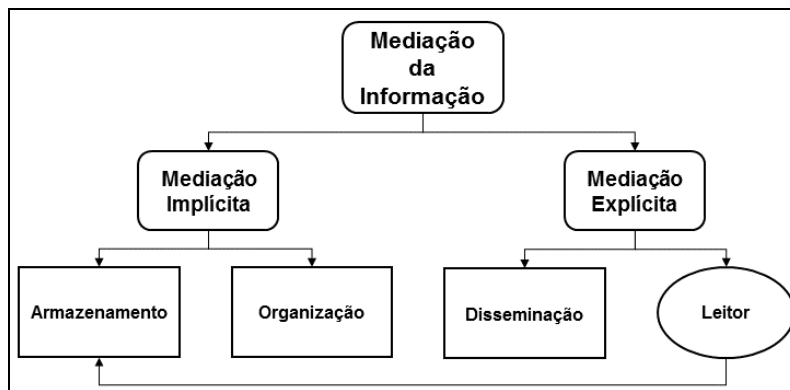 Mediação
da
Informação
Mediação
Implícita
Mediação
Explícita
Armazenamento
Organização
Disseminação
Leitor